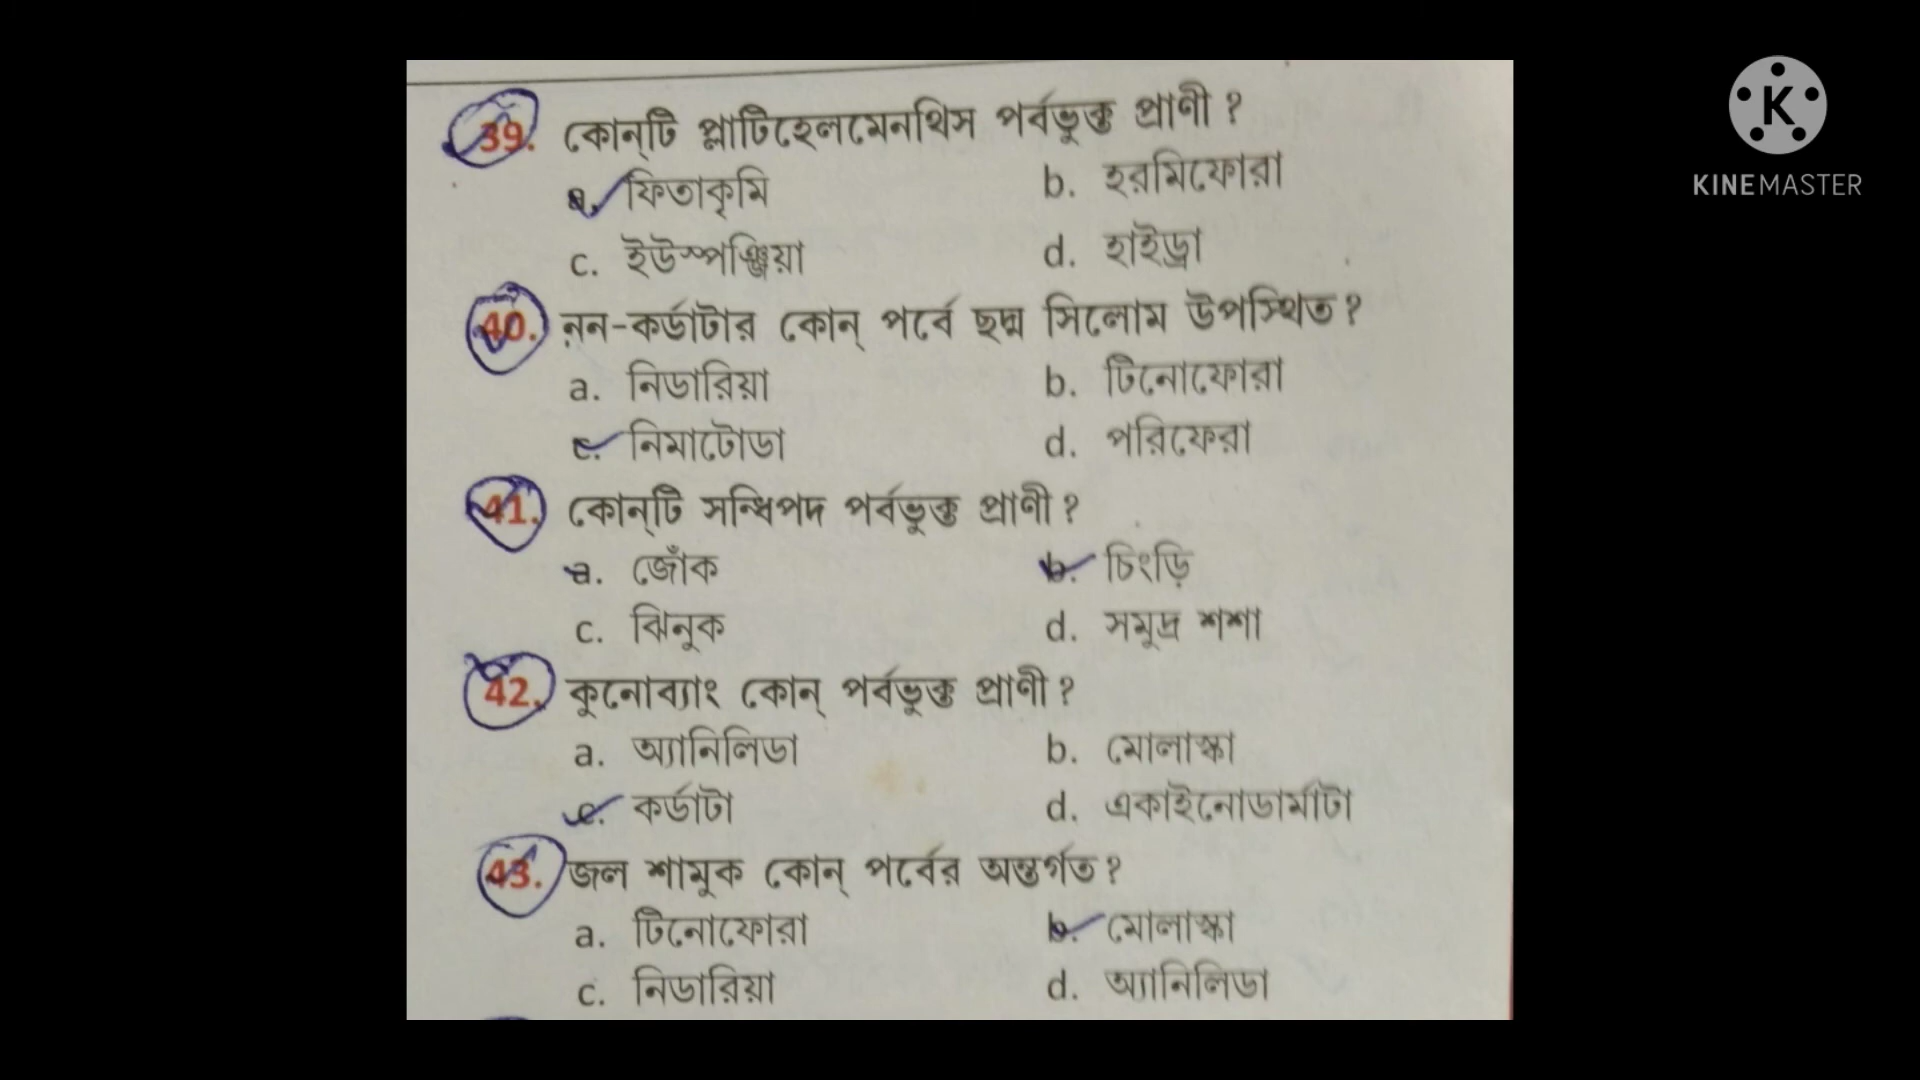 39. কোন্‌টি প্লাটিহেলমেনথিস পর্বভুক্ত প্রাণী ?
a. ফিতাকৃমি b. হরমিফোরা
c. ইউস্পঞ্জিয়া d. হাইড্রা
40. নন-কর্ডাটার কোন্ পর্বে ছদ্ম সিলোম উপস্থিত ?
a. নিডারিয়া b. টিনোফোরা
c. নিমাটোডা d. পরিফেরা
41. কোন্‌টি সন্ধিপদ পর্বভুক্ত প্রাণী ?
a. জোঁক b. চিংড়ি
c. ঝিনুক d. সমুদ্র শশা
42. কুনোব্যাং কোন্ পর্বভুক্ত প্রাণী ?
a. অ্যানিলিডা b. মোলাস্কা
c. কর্ডাটা d. একাইনোডার্মাটা
43. জল শামুক কোন্ পর্বের অন্তর্গত ?
a. টিনোফোরা b. মোলাস্কা
c. নিডারিয়া d. অ্যানিলিডা
K
KINEMASTER